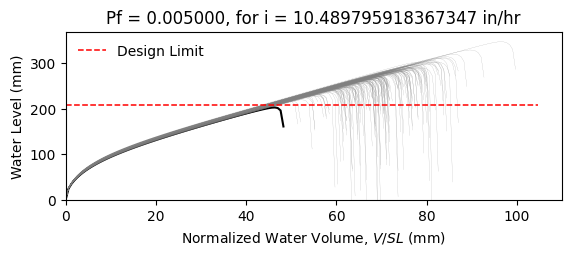 Pf = 0.005000, for i = 10.489795918367347 in/hr
Design Limit
Water Level (mm)
300
200
100
0
0 20 40 60 80 100
Normalized Water Volume, V/SL (mm)